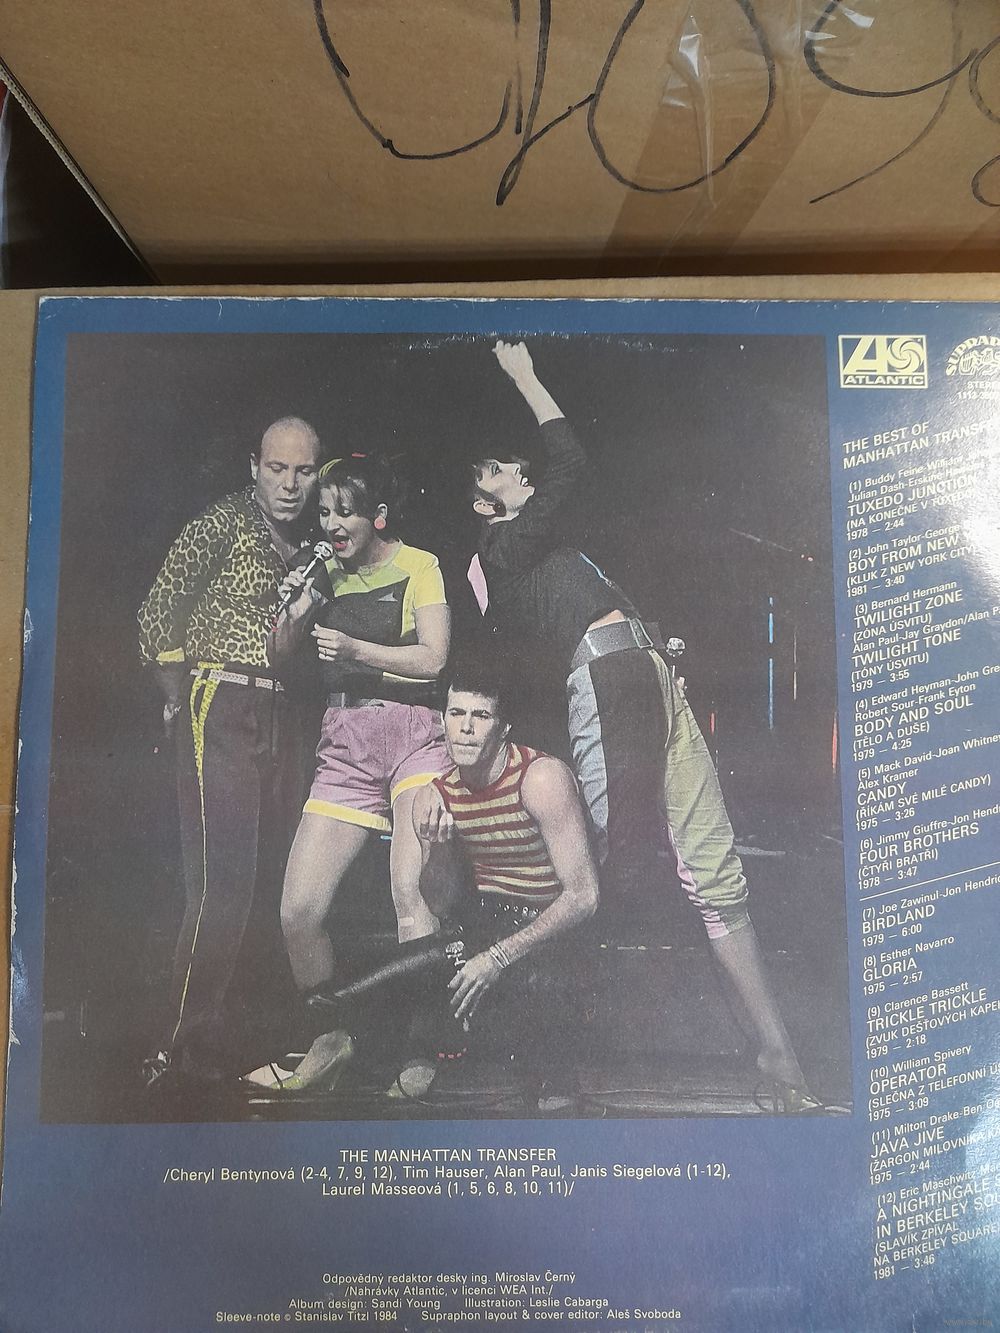 ATLANTIC
THE BEST OF
MANHATTAN
(1) Buddy Feine-William
Julian Dash-Erskine
TUXEDO JUNCTION
(NA KONEČNÉ V
1978 — 2:44
(2) John Taylor-George
BOY FROM NEW
(KLUK Z NEW YORK CITY
1981 — 3:40
(3) Bernard Hermann
TWILIGHT ZONE
(ZÓNA ÚSVITU)
Alan Paul-Jay Graydon/Alan
TWILIGHT TONE
(TÓNY ÚSVITU)
1979 — 3:55
(4) Edward Heyman-John
Robert Sour-Frank Eyton
BODY AND SOUL
(TĚLO A DUŠE)
1979 — 4:25
(5) Mack David-Joan Whitney
Alex Kramer
CANDY
(ŘÍKÁM SVÉ MILÉ CANDY)
1975 — 3:26
(6) Jimmy Giuffre-Jon
FOUR BROTHERS
(ČTYŘI BRATŘI)
1978 — 3:47
(7) Joe Zawinul-Jon
BIRDLAND
1979 — 6:00
(8) Esther Navarro
GLORIA
1975 — 2:57
(9) Clarence Bassett
TRICKLE TRICKLE
(ZVUK DEŠŤOVÝCH
1979 — 2:18
(10) William Spivery
OPERATOR
(SLEČNA Z TELEFONNÍ
1975 — 3:09
(11) Milton Drake-Ben
JAVA JIVE
(ŽARGON MILOVNÍKA
1975 — 2:44
(12) Eric Maschwitz
A NIGHTINGALE
IN BERKELEY
(SLAVÍK ZPÍVAL
NA BERKELEY SQUARE
1981 — 3:46
THE MANHATTAN TRANSFER
/Cheryl Bentynová (2-4, 7, 9, 12), Tim Hauser, Alan Paul, Janis Siegelová (1-12),
Laurel Masseová (1, 5, 6, 8, 10, 11)/
Odpovědný redaktor desky ing. Miroslav Černý
/Nahrávky Atlantic, v licenci WEA Int./
Album design: Sandi Young Illustration: Leslie Cabarga
Sleeve-note © Stanislav Titzl 1984 Supraphon layout & cover editor: Aleš Svoboda